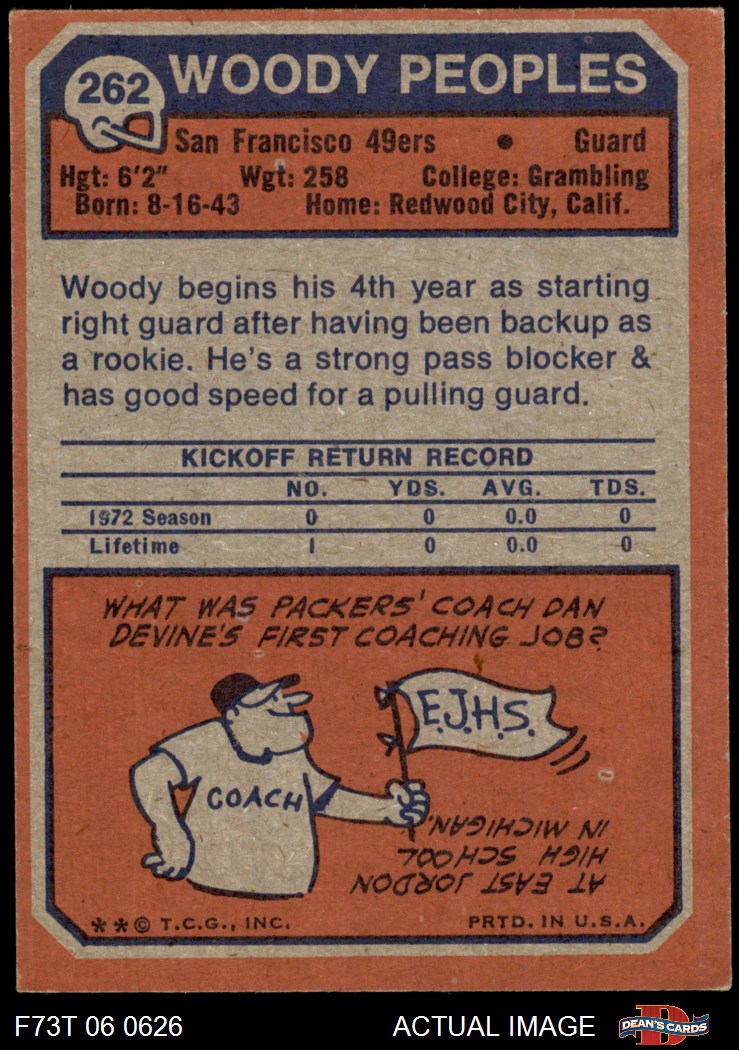 262 WOODY PEOPLES
San Francisco 49ers • Guard
Hgt: 6'2" Wgt: 258 College: Grambling
Born: 8-16-43 Home: Redwood City, Calif.
Woody begins his 4th year as starting
right guard after having been backup as
a rookie. He's a strong pass blocker &
has good speed for a pulling guard.
KICKOFF RETURN RECORD
NO. YDS. AVG. TDS.
1972 Season 0 0 0.0 0
Lifetime 1 0 0.0 0
WHAT WAS PACKERS' COACH DAN
DEVINE'S FIRST COACHING JOB?
E.J.H.S.
COACH
AT EAST JORDON
HIGH SCHOOL
IN MICHIGAN.
**© T.C.G., INC. PRTD. IN U.S.A.
F73T 06 0626 ACTUAL IMAGE D DEAN'S CARDS